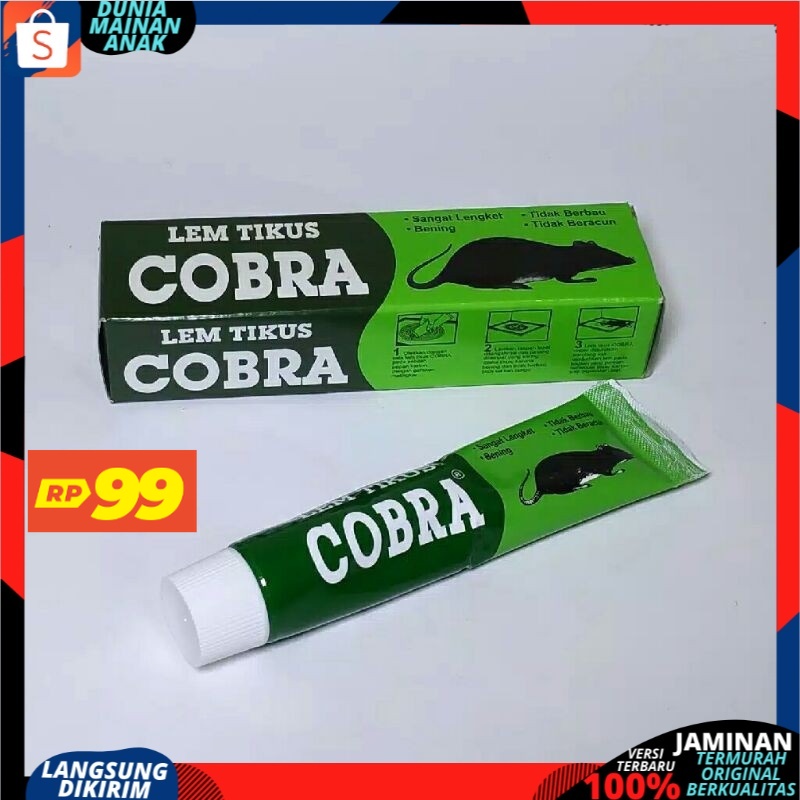 S
DUNIA
MAINAN
ANAK
LEM TIKUS
COBRA
• Sangat Lengket
• Bening
• Tidak Berbau
• Tidak Beracun
LEM TIKUS
COBRA
1
2
3
RP 99
LEM TIKUS
COBRA®
• Sangat Lengket
• Bening
• Tidak Berbau
• Tidak Beracun
LANGSUNG
DIKIRIM
VERSI
TERBARU
100%
JAMINAN
TERMURAH
ORIGINAL
BERKUALITAS